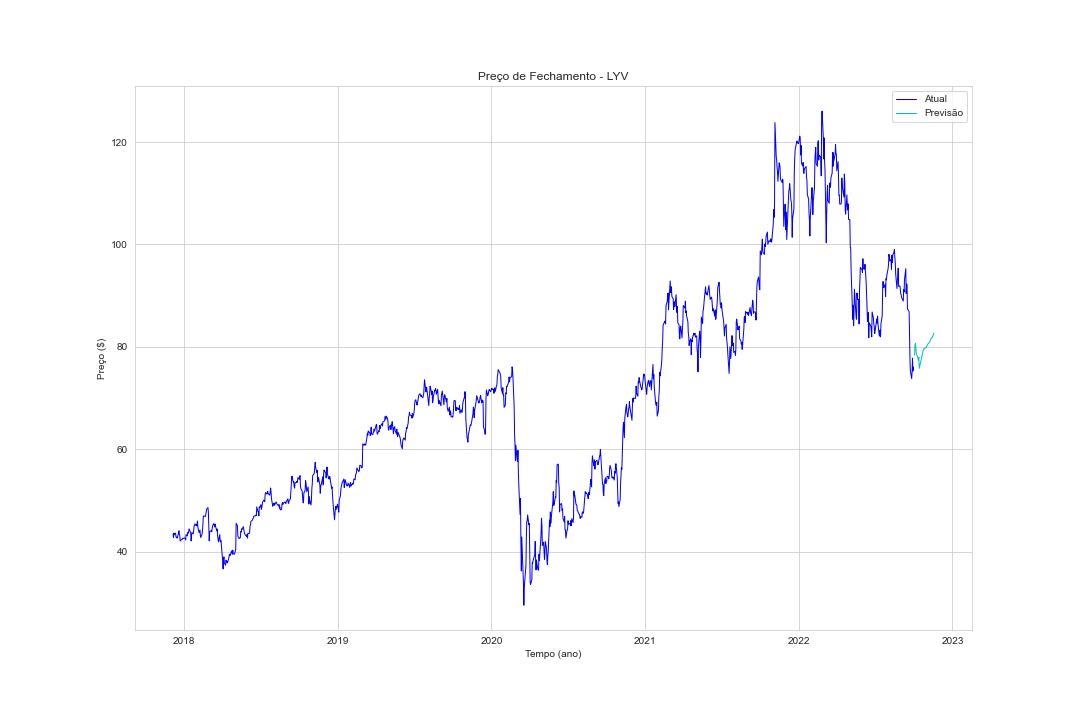 Preço de Fechamento - LYV
Atual
Previsão
120
100
80
60
40
Preço ($)
2018
2019
2020
2021
2022
2023
Tempo (ano)